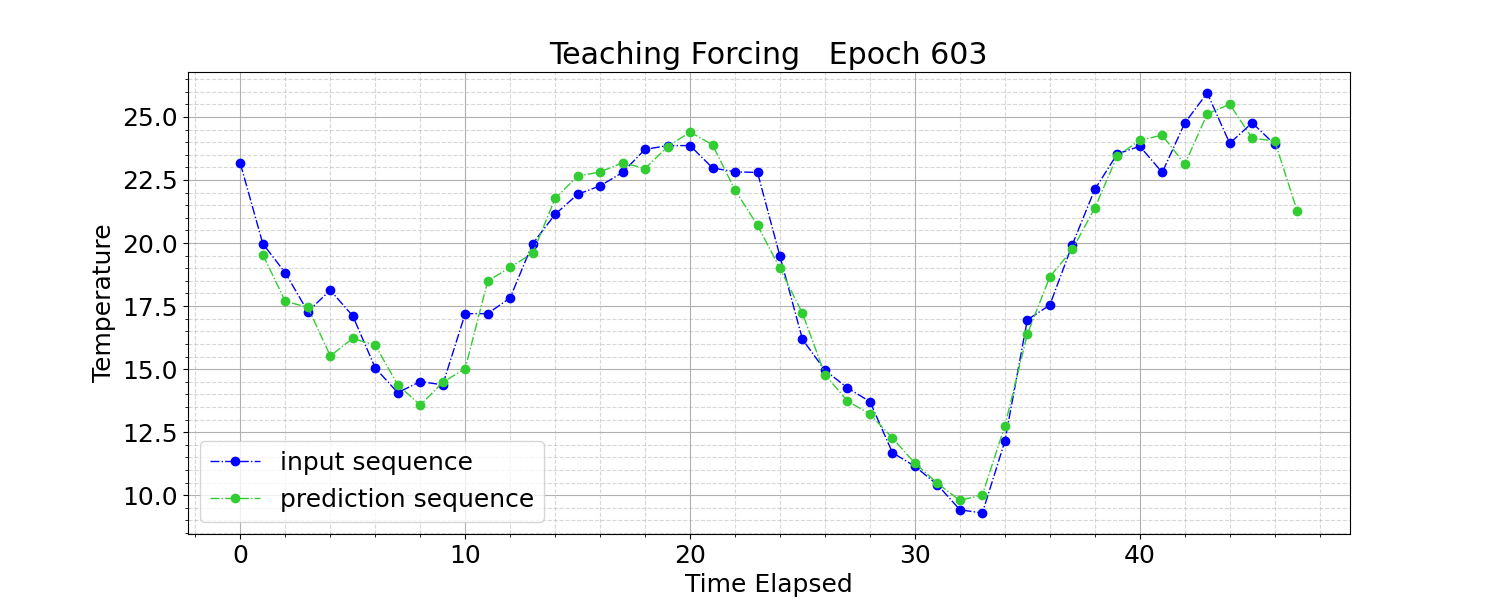 Teaching Forcing   Epoch 603
Temperature
25.0
22.5
20.0
17.5
15.0
12.5
10.0
input sequence
prediction sequence
0 10 20 30 40
Time Elapsed